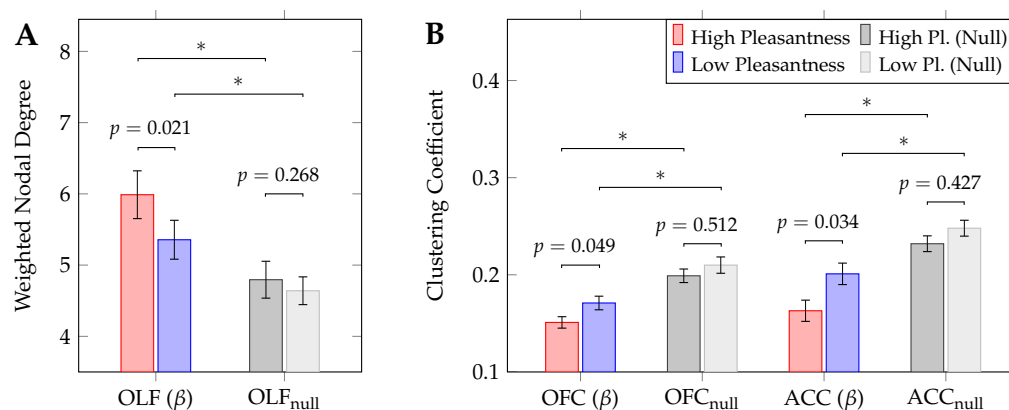 A
Weighted Nodal Degree
8
7
6
5
4
*
*
p = 0.021
p = 0.268
OLF (β)
OLFnull
B
Clustering Coefficient
0.4
0.3
0.2
0.1
High Pleasantness
High Pl. (Null)
Low Pleasantness
Low Pl. (Null)
*
*
*
*
p = 0.049
p = 0.512
p = 0.034
p = 0.427
OFC (β)
OFCnull
ACC (β)
ACCnull